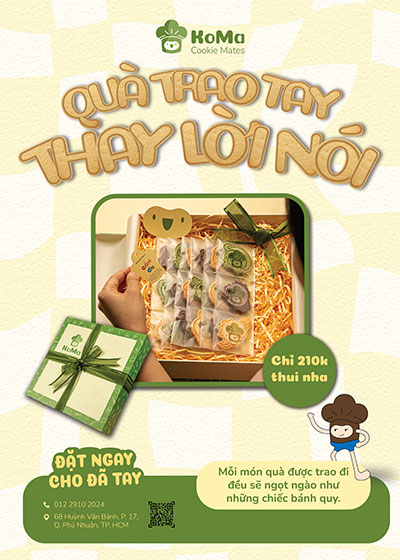 KoMa
Cookie Mates
QUÀ TRAO TAY
THAY LỜI NÓI
KoMa
Chỉ 210k
thui nha
ĐẶT NGAY
CHO ĐÃ TAY
012 2910 2024
68 Huỳnh Văn Bánh, P. 17,
Q. Phú Nhuận, TP. HCM
Mỗi món quà được trao đi
đều sẽ ngọt ngào như
những chiếc bánh quy.